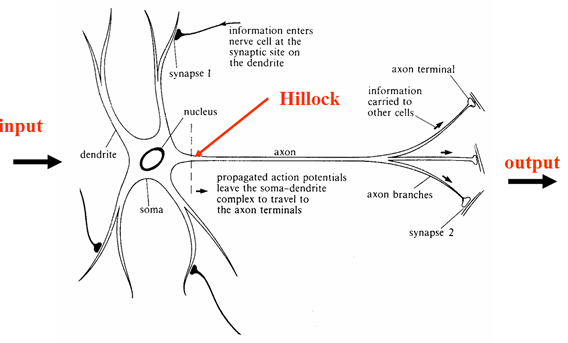 information enters
nerve cell at the
synaptic site on
the dendrite
synapse 1
axon terminal
Hillock
information
carried to
other cells
nucleus
input
dendrite
axon
output
propagated action potentials
leave the soma-dendrite
complex to travel to
the axon terminals
axon branches
soma
synapse 2